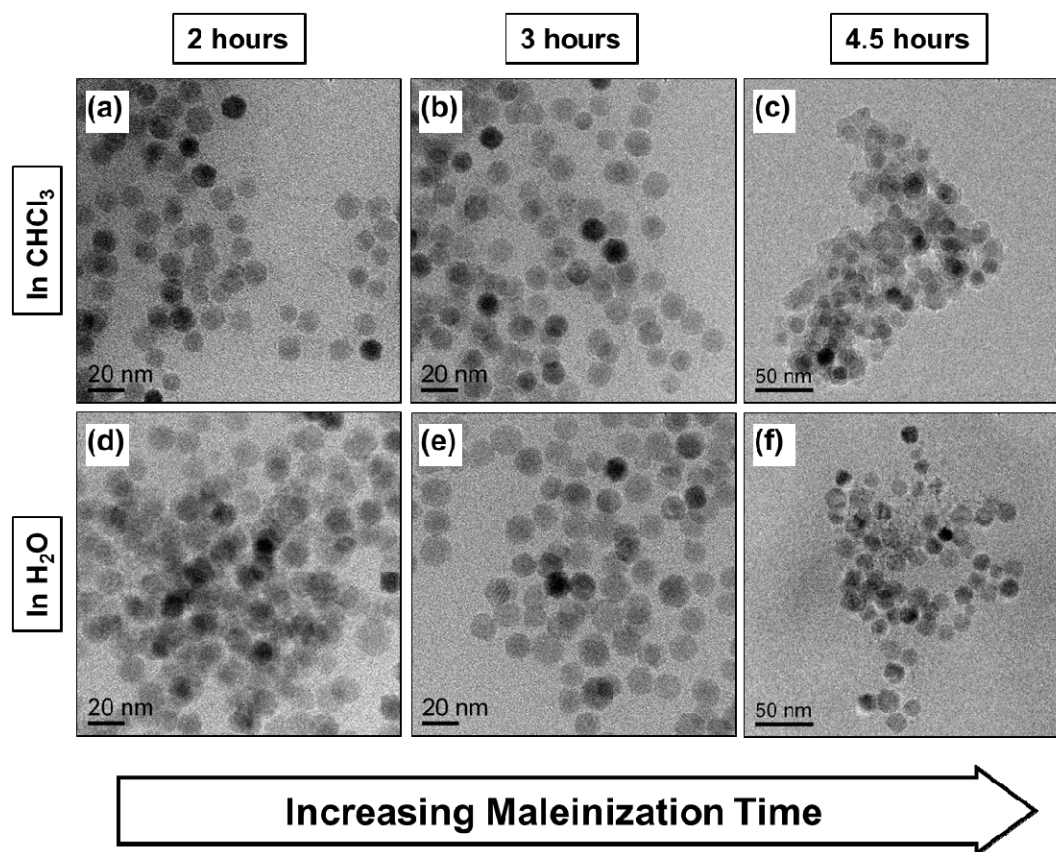 2 hours
3 hours
4.5 hours
In CHCl₃
(a)
20 nm
(b)
20 nm
(c)
50 nm
In H₂O
(d)
20 nm
(e)
20 nm
(f)
50 nm
Increasing Maleinization Time